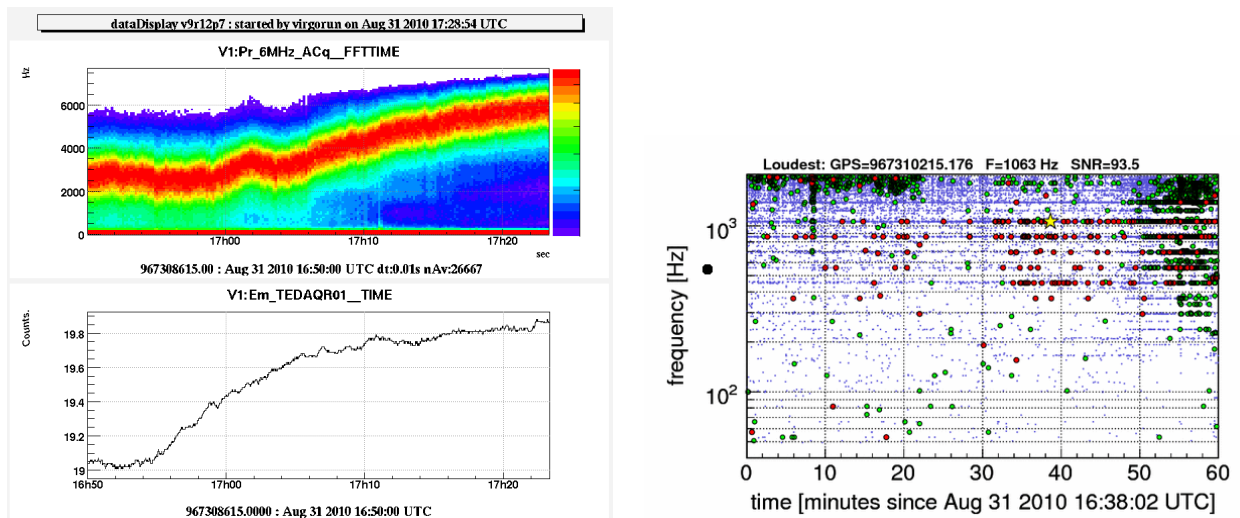 dataDisplay v9r12p7 : started by virgorun on Aug 31 2010 17:28:54 UTC
V1:Pr_6MHz_ACq__FFTTIME
Hz
6000
4000
2000
0
17h00
17h10
17h20
sec
967308615.00 : Aug 31 2010 16:50:00 UTC dt:0.01s nAv:26667
V1:Em_TEDAQR01__TIME
Counts.
19.8
19.6
19.4
19.2
19
16h50
17h00
17h10
17h20
967308615.0000 : Aug 31 2010 16:50:00 UTC
Loudest: GPS=967310215.176 F=1063 Hz SNR=93.5
frequency [Hz]
10³
10²
0
10
20
30
40
50
60
time [minutes since Aug 31 2010 16:38:02 UTC]